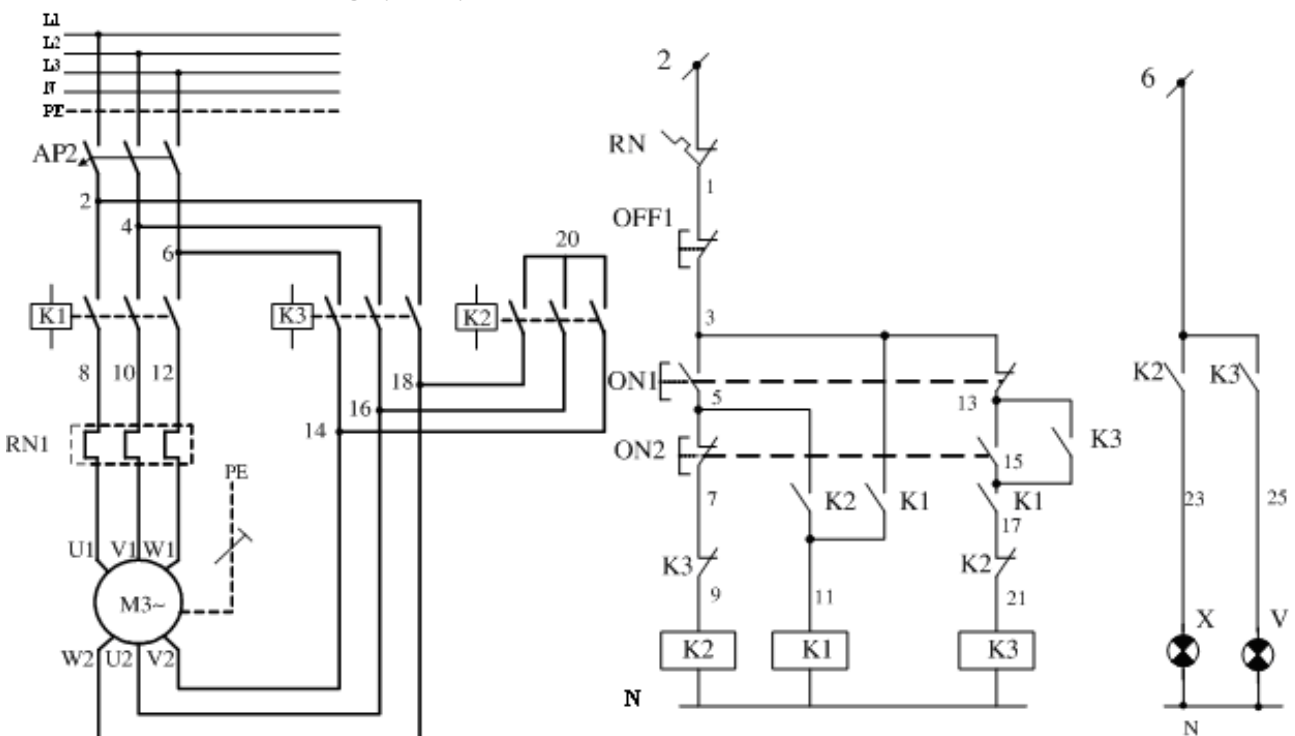 L1
L2
L3
N
PE
AP2
2
4
6
K1
K3
K2
20
8
10
12
18
16
14
RN1
PE
U1 V1 W1
M3~
W2 U2 V2
2
RN
1
OFF1
3
ON1
5
13
ON2
15
K3
7
K2
K1
K1
17
K3
K2
9
11
21
K2
K1
K3
N
6
K2
K3
23
25
X
V
N